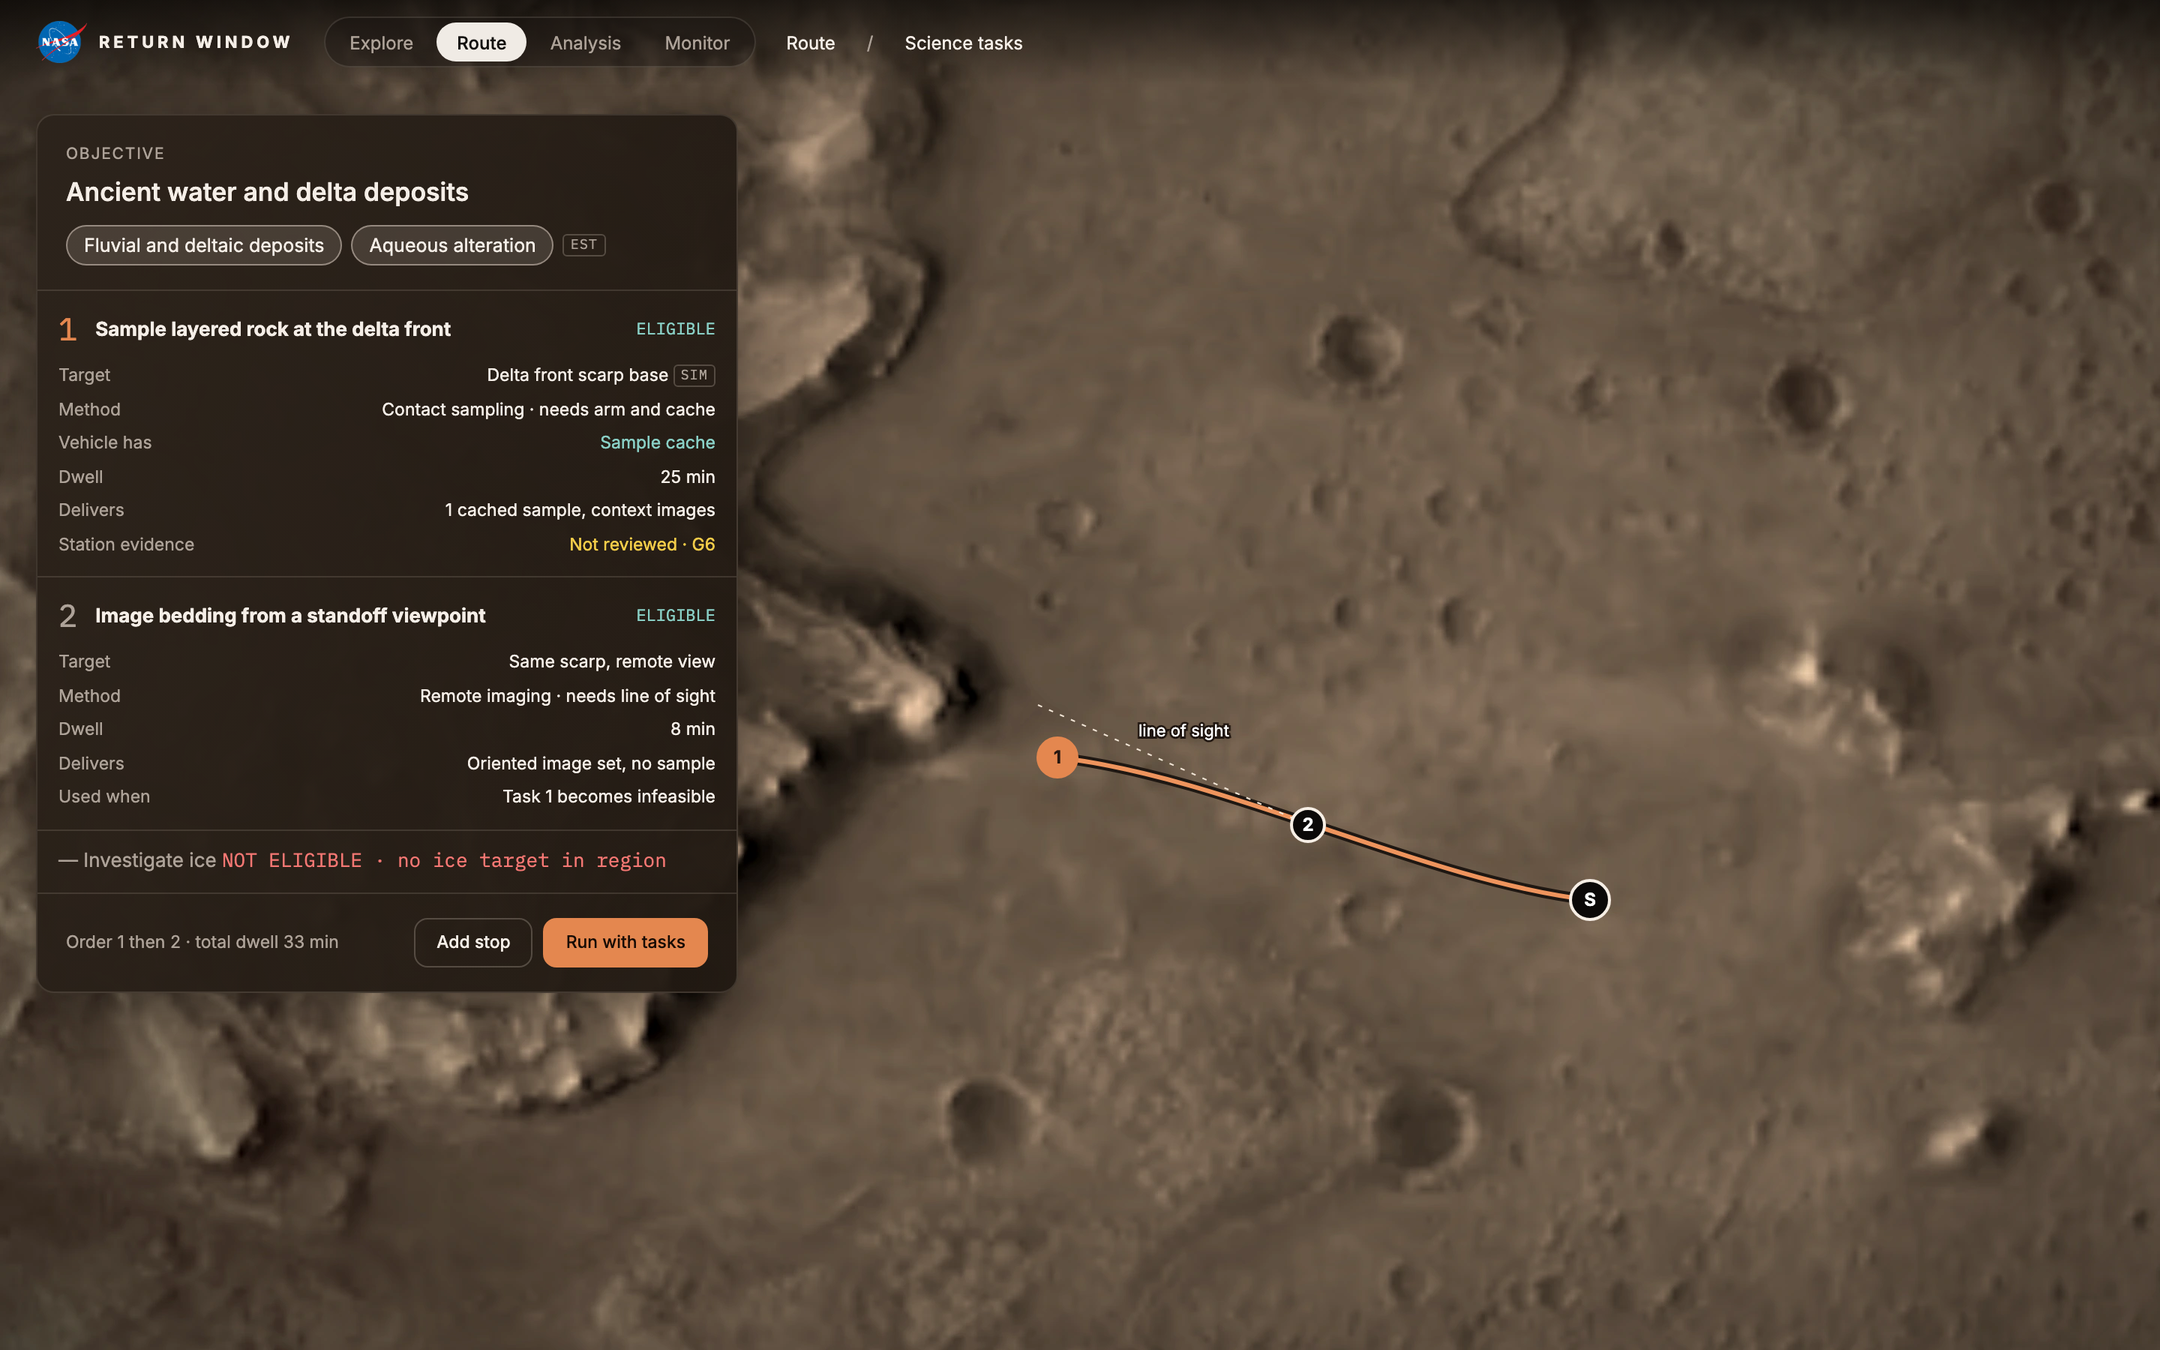 NASA RETURN WINDOW Explore Route Analysis Monitor Route / Science tasks
OBJECTIVE
Ancient water and delta deposits
Fluvial and deltaic deposits Aqueous alteration EST
1 Sample layered rock at the delta front ELIGIBLE
Target Delta front scarp base SIM
Method Contact sampling · needs arm and cache
Vehicle has Sample cache
Dwell 25 min
Delivers 1 cached sample, context images
Station evidence Not reviewed · G6
2 Image bedding from a standoff viewpoint ELIGIBLE
Target Same scarp, remote view
Method Remote imaging · needs line of sight
Dwell 8 min
Delivers Oriented image set, no sample
Used when Task 1 becomes infeasible
— Investigate ice NOT ELIGIBLE · no ice target in region
Order 1 then 2 · total dwell 33 min Add stop Run with tasks
line of sight
1
2
S